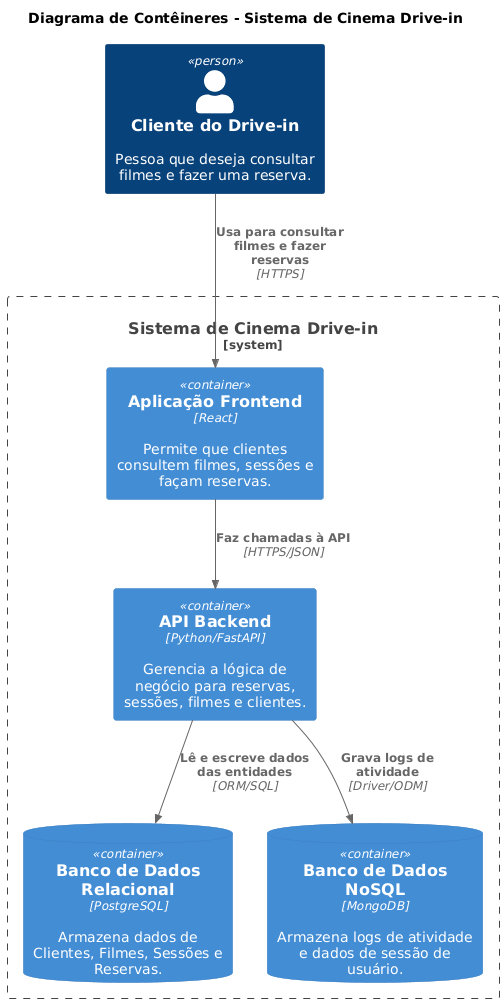 Diagrama de Contêineres - Sistema de Cinema Drive-in
«person»
Cliente do Drive-in
Pessoa que deseja consultar
filmes e fazer uma reserva.
Usa para consultar
filmes e fazer
reservas
[HTTPS]
Sistema de Cinema Drive-in
[system]
«container»
Aplicação Frontend
[React]
Permite que clientes
consultem filmes, sessões e
façam reservas.
Faz chamadas à API
[HTTPS/JSON]
«container»
API Backend
[Python/FastAPI]
Gerencia a lógica de
negócio para reservas,
sessões, filmes e clientes.
Lê e escreve dados
das entidades
[ORM/SQL]
Grava logs de
atividade
[Driver/ODM]
«container»
Banco de Dados
Relacional
[PostgreSQL]
Armazena dados de
Clientes, Filmes, Sessões e
Reservas.
«container»
Banco de Dados
NoSQL
[MongoDB]
Armazena logs de atividade
e dados de sessão de
usuário.